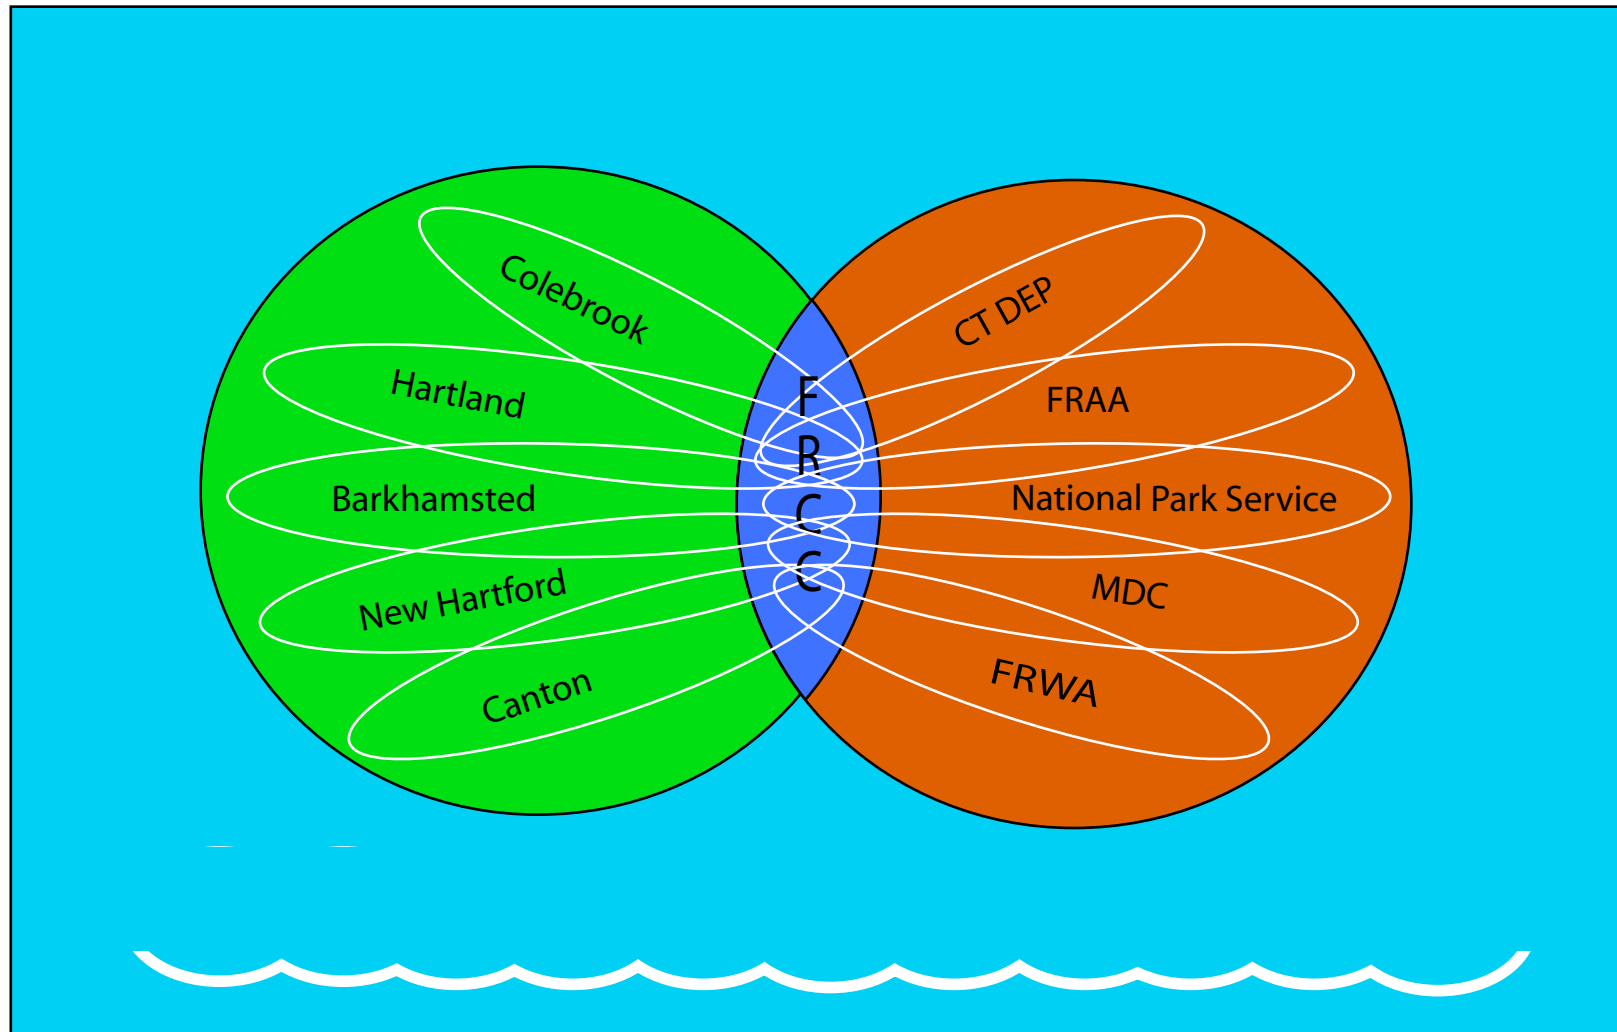 Colebrook
Hartland
Barkhamsted
New Hartford
Canton
F
R
C
C
CT DEP
FRAA
National Park Service
MDC
FRWA